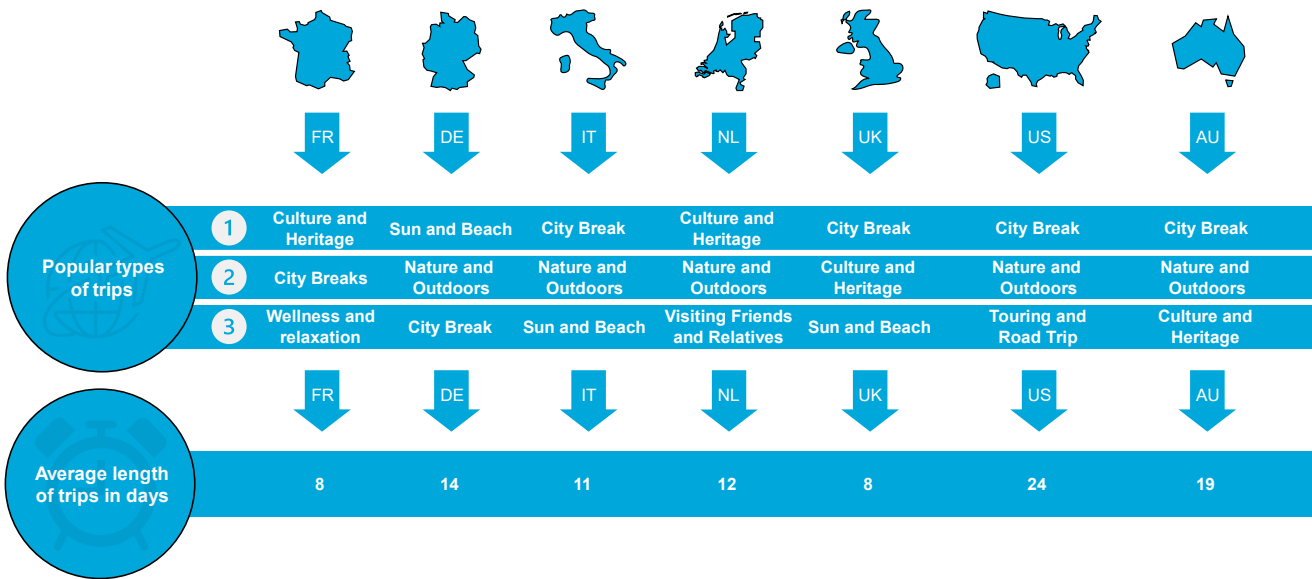 FR DE IT NL UK US AU
Popular types
of trips
1 Culture and
Heritage
Sun and Beach
City Break
Culture and
Heritage
City Break
City Break
City Break
2 City Breaks
Nature and
Outdoors
Nature and
Outdoors
Nature and
Outdoors
Culture and
Heritage
Nature and
Outdoors
Nature and
Outdoors
3 Wellness and
relaxation
City Break
Sun and Beach
Visiting Friends
and Relatives
Sun and Beach
Touring and
Road Trip
Culture and
Heritage
FR DE IT NL UK US AU
Average length
of trips in days
8 14 11 12 8 24 19